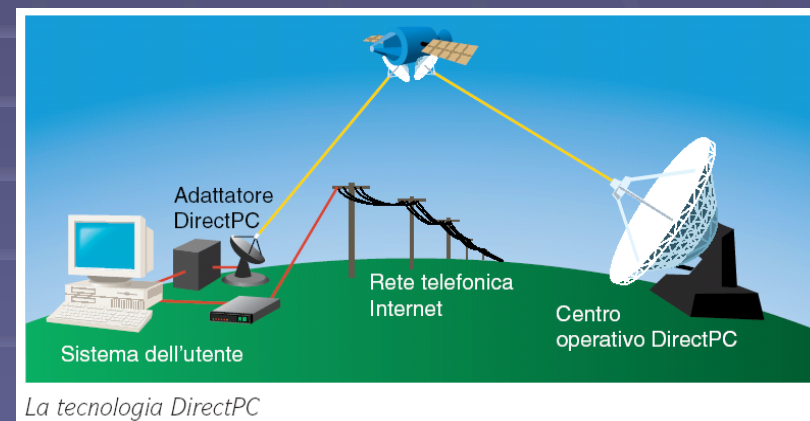 Adattatore
DirectPC
Rete telefonica
Internet
Centro
operativo DirectPC
Sistema dell'utente
La tecnologia DirectPC